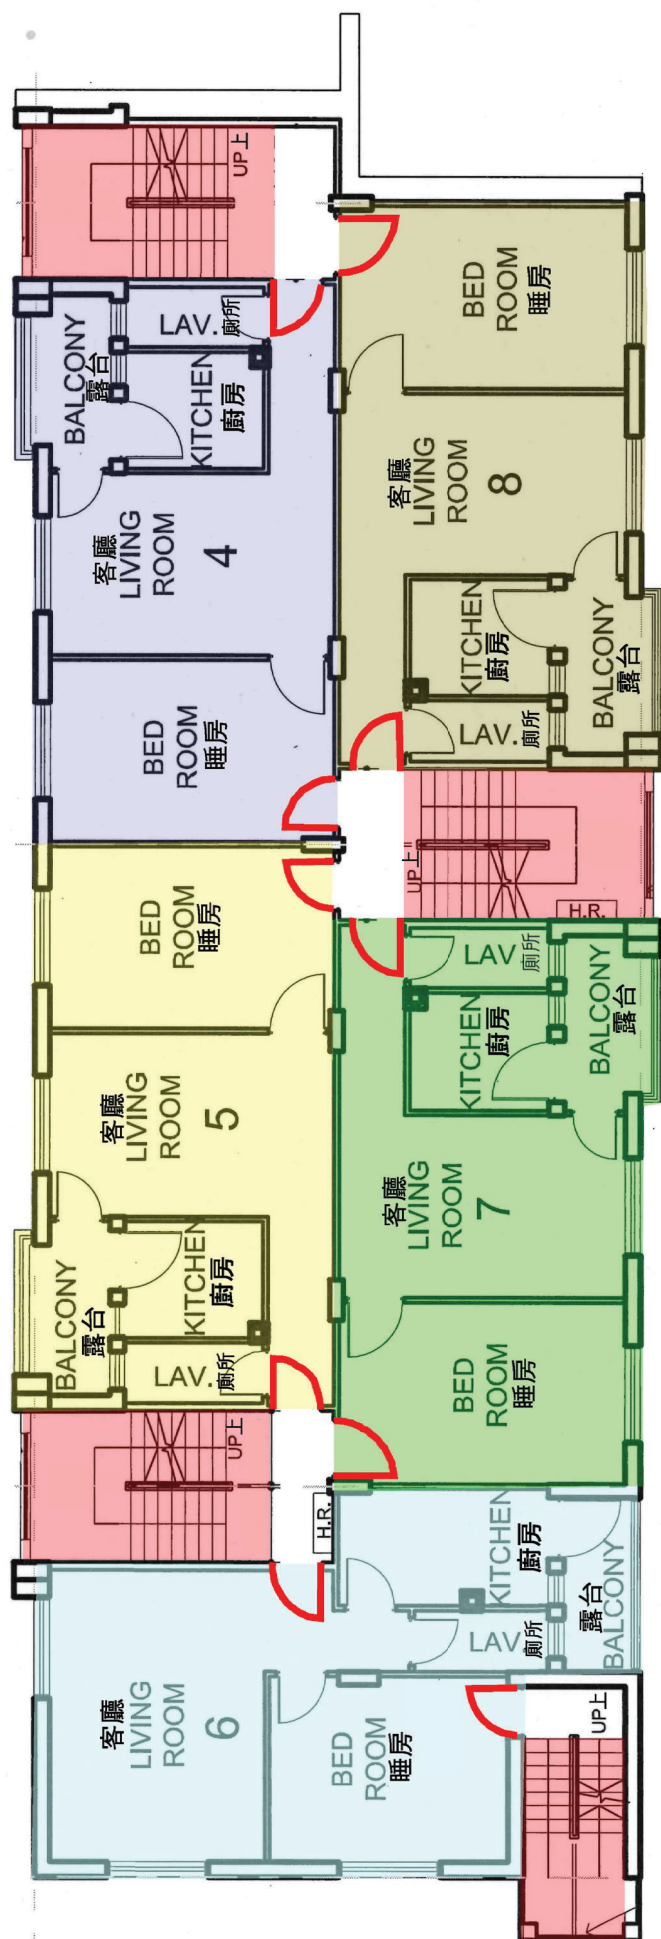 UP上
BED
ROOM
睡房
LAV.廁所
BALCONY
露台
KITCHEN
廚房
客廳
LIVING
ROOM
4
BED
ROOM
睡房
客廳
LIVING
ROOM
8
KITCHEN
廚房
BALCONY
露台
LAV.廁所
UP上
H.R.
BED
ROOM
睡房
LAV 廁所
KITCHEN
廚房
BALCONY
露台
客廳
LIVING
ROOM
5
客廳
LIVING
ROOM
7
KITCHEN
廚房
BALCONY
露台
LAV.廁所
BED
ROOM
睡房
UP上
H.R.
KITCHEN
廚房
LAV 廁所
露台
BALCONY
客廳
LIVING
ROOM
6
BED
ROOM
睡房
UP上